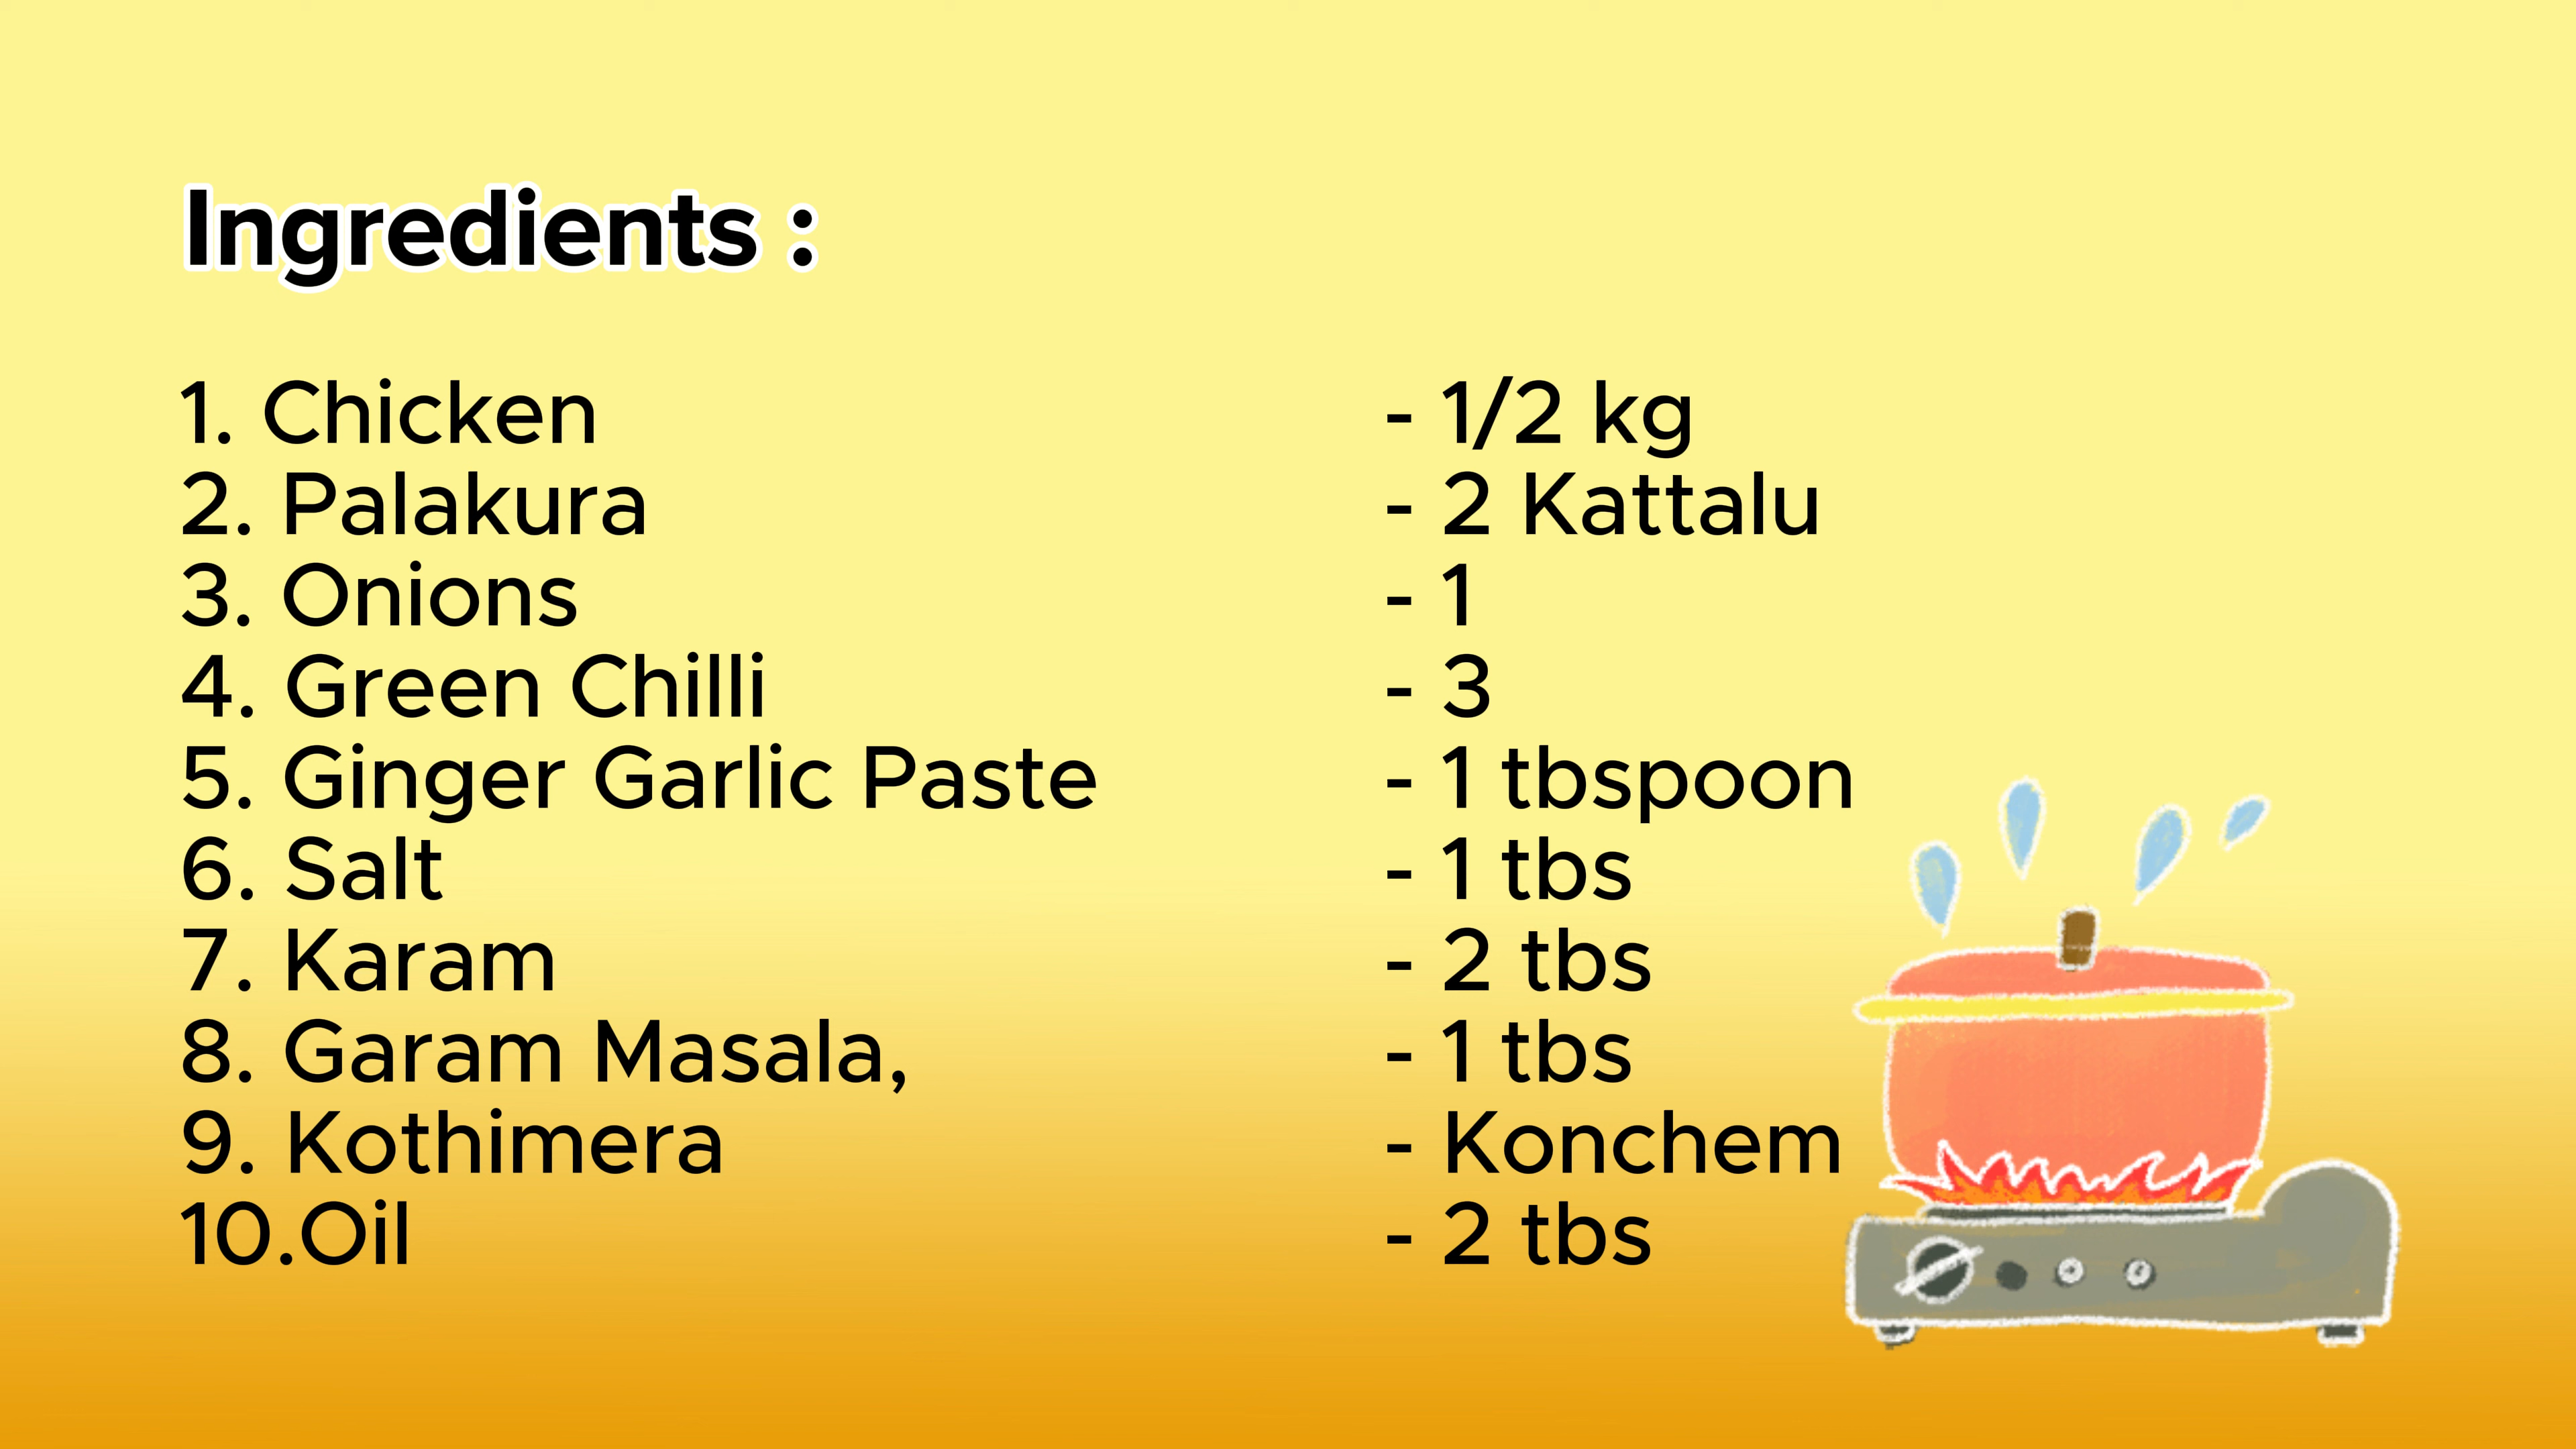 Ingredients :
1. Chicken - 1/2 kg
2. Palakura - 2 Kattalu
3. Onions - 1
4. Green Chilli - 3
5. Ginger Garlic Paste - 1 tbspoon
6. Salt - 1 tbs
7. Karam - 2 tbs
8. Garam Masala, - 1 tbs
9. Kothimera - Konchem
10.Oil - 2 tbs